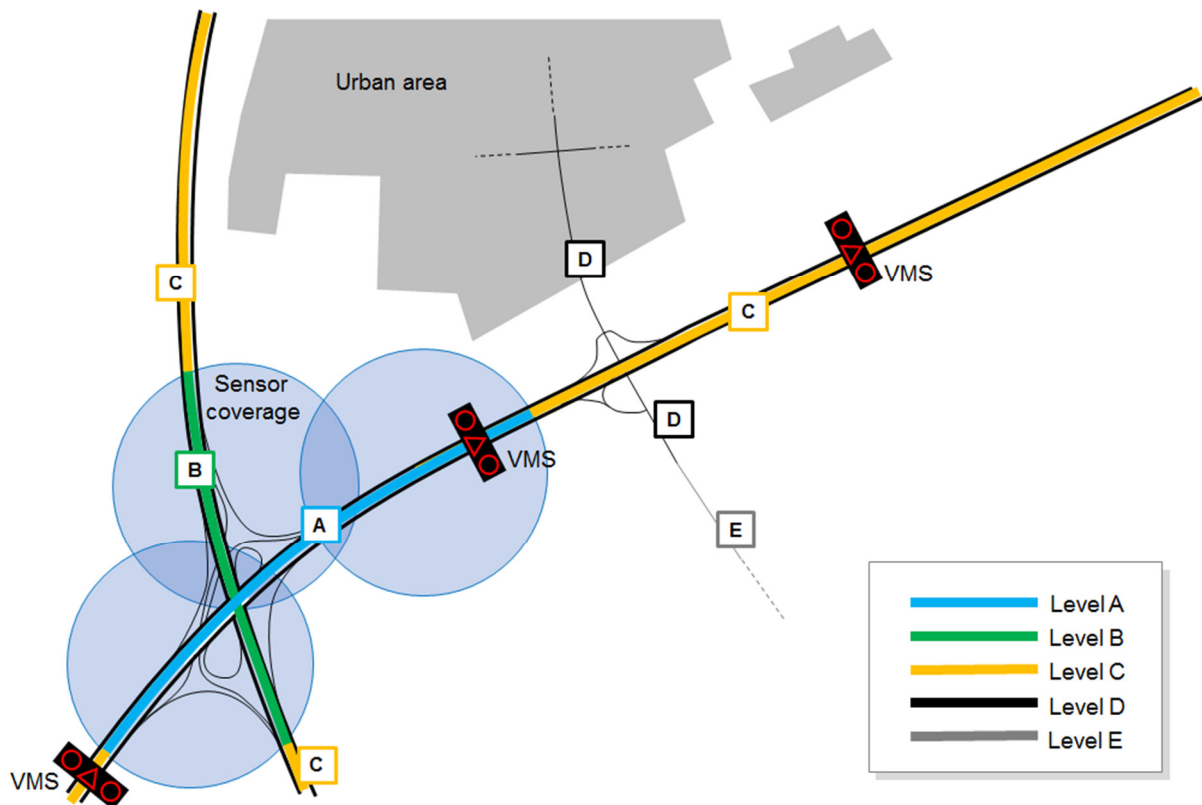 Urban area
D
C
VMS
C
Sensor
coverage
D
B
VMS
A
E
Level A
Level B
Level C
Level D
Level E
C
VMS